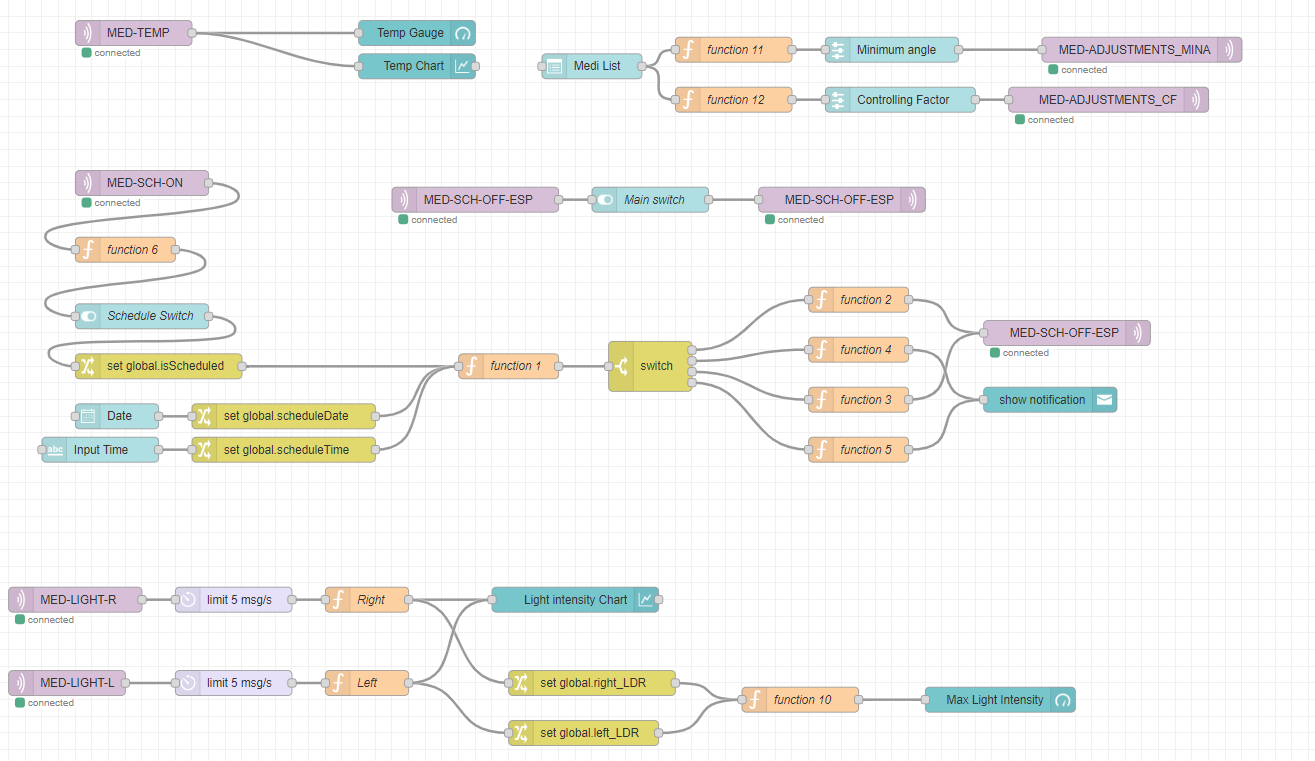 MED-TEMP
connected
Temp Gauge
Temp Chart
Medi List
function 11
Minimum angle
MED-ADJUSTMENTS_MINA
connected
function 12
Controlling Factor
MED-ADJUSTMENTS_CF
connected
MED-SCH-ON
connected
MED-SCH-OFF-ESP
connected
Main switch
MED-SCH-OFF-ESP
connected
function 6
Schedule Switch
set global.isScheduled
function 1
switch
function 2
function 4
function 3
function 5
MED-SCH-OFF-ESP
connected
show notification
Date
set global.scheduleDate
abc
Input Time
set global.scheduleTime
MED-LIGHT-R
connected
limit 5 msg/s
Right
Light intensity Chart
MED-LIGHT-L
connected
limit 5 msg/s
Left
set global.right_LDR
set global.left_LDR
function 10
Max Light Intensity